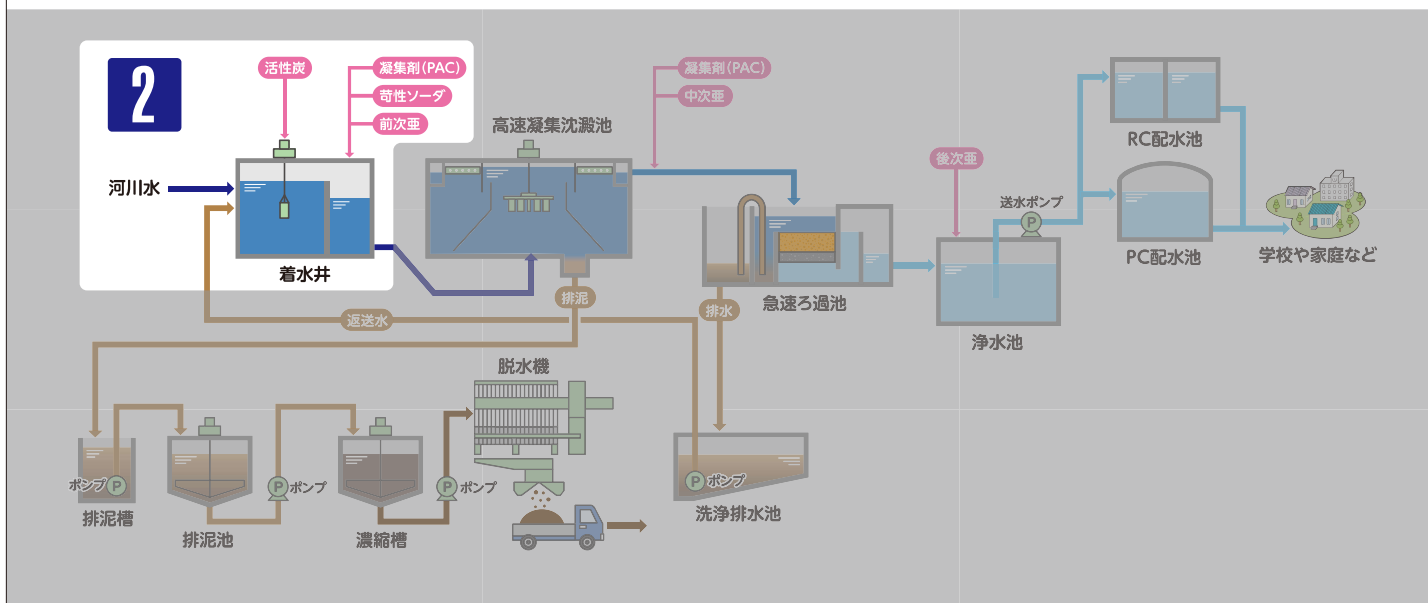 2
活性炭
凝集剤(PAC)
苛性ソーダ
前次亜
河川水
着水井
高速凝集沈澱池
凝集剤(PAC)
中次亜
排泥
返送水
急速ろ過池
排水
後次亜
送水ポンプ
P
浄水池
RC配水池
PC配水池
学校や家庭など
ポンプ
P
排泥槽
排泥池
P
ポンプ
濃縮槽
P
ポンプ
脱水機
P
ポンプ
洗浄排水池